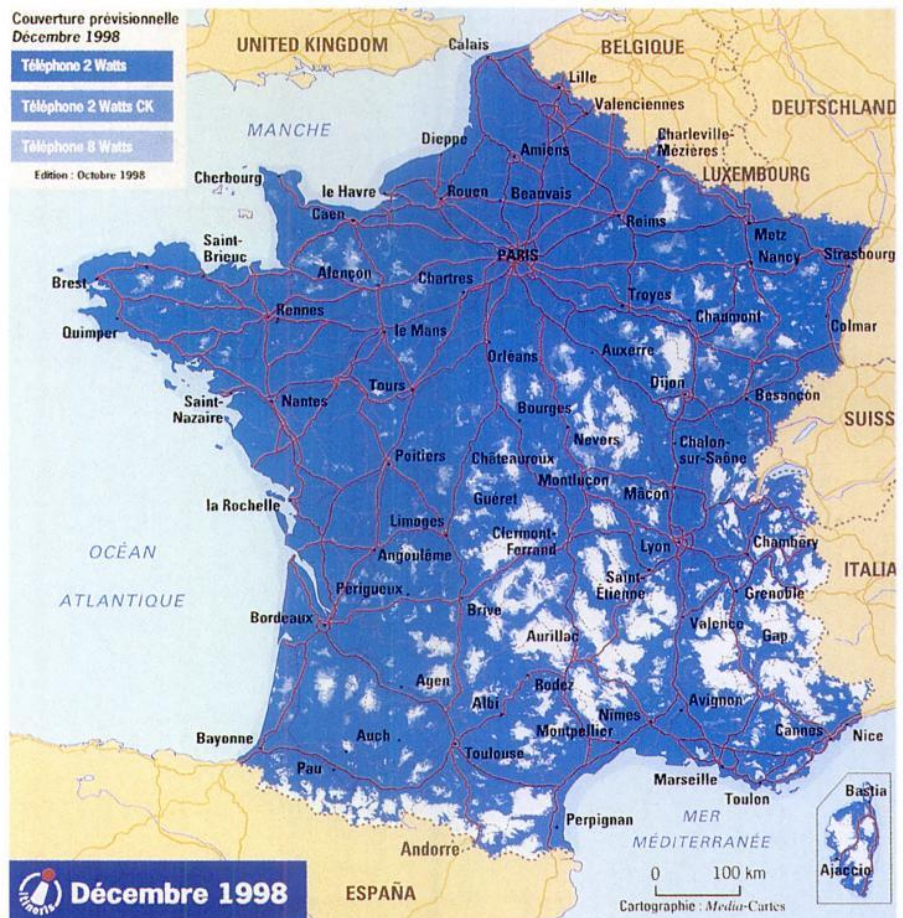 Couverture prévisionnelle
Décembre 1998
Téléphone 2 Watts
Téléphone 2 Watts CK
Téléphone 8 Watts
Edition : Octobre 1998
UNITED KINGDOM
Calais
BELGIQUE
Lille
Valenciennes
DEUTSCHLAND
MANCHE
Dieppe
Charleville-
Mézières
Amiens
LUXEMBOURG
Cherbourg
le Havre
Rouen
Beauvais
Caen
Reims
Metz
Saint-
Brieuc
PARIS
Nancy
Strasbourg
Alençon
Chartres
Brest
Rennes
Troyes
Chaumont
Quimper
le Mans
Colmar
Orléans
Auxerre
Tours
Dijon
Saint-
Nazaire
Nantes
Besançon
Bourges
SUISS
Nevers
Chalon-
sur-Saône
Poitiers
Châteauroux
Montluçon
Guéret
Mâcon
la Rochelle
Limoges
Clermont-
Ferrand
Lyon
Chambéry
OCÉAN
ATLANTIQUE
Angoulême
ITALIA
Saint-
Étienne
Périgueux
Grenoble
Brive
Bordeaux
Valence
Aurillac
Gap
Agen
Rodez
Albi
Avignon
Nîmes
Montpellier
Cannes
Nice
Bayonne
Auch
Toulouse
Pau
Marseille
Toulon
Bastia
MER
MÉDITERRANÉE
Perpignan
Andorre
Ajaccio
0 100 km
itineris
Décembre 1998
ESPAÑA
Cartographie : Media-Cartes